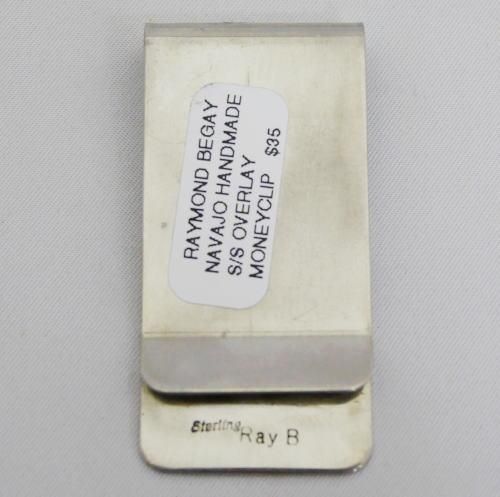 RAYMOND BEGAY
NAVAJO HANDMADE
S/S OVERLAY
MONEYCLIP $35
Sterling Ray B